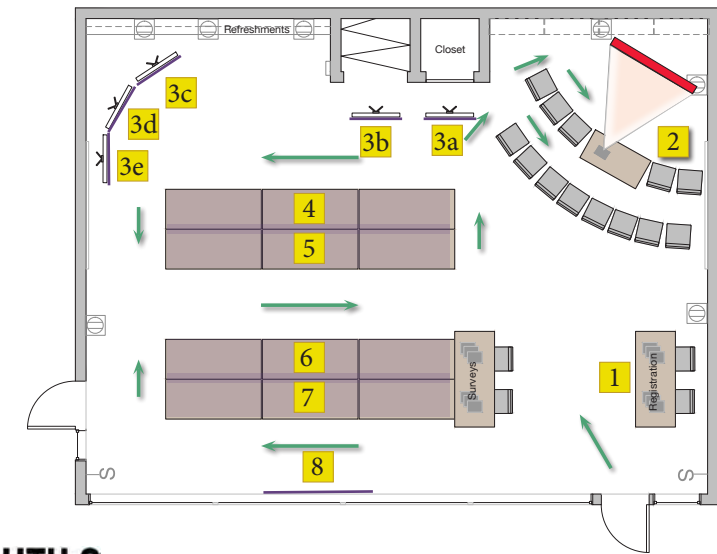 Refreshments
Closet
3c
3d
3b
3a
2
3e
4
5
6
1
Surveys
Registration
7
8
S
S